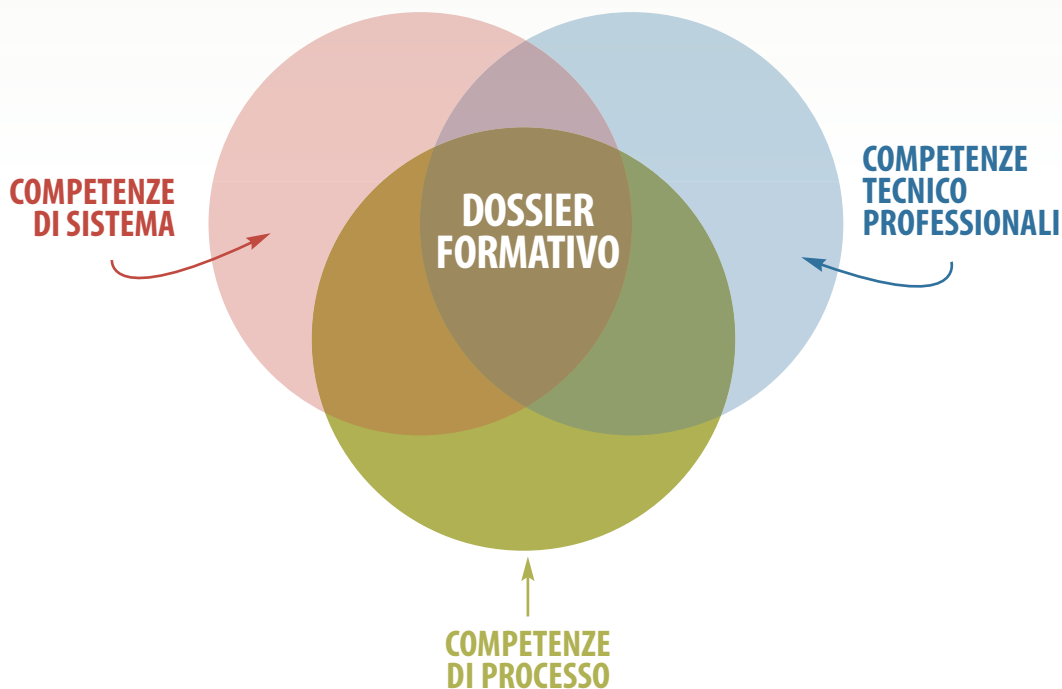 COMPETENZE
DI SISTEMA
DOSSIER
FORMATIVO
COMPETENZE
TECNICO
PROFESSIONALI
COMPETENZE
DI PROCESSO